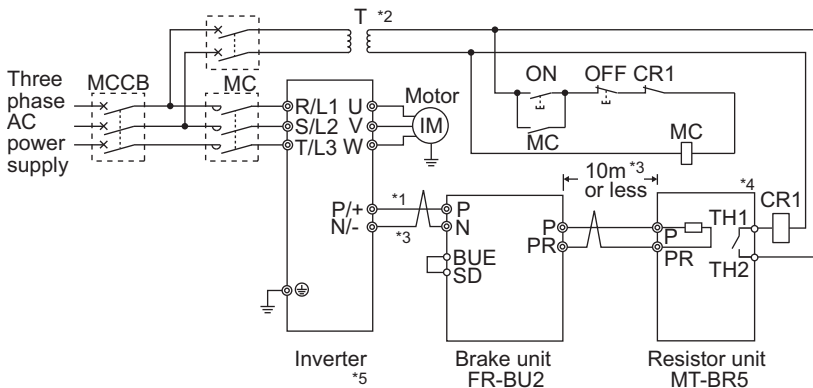 T *2
Three
phase
AC
power
supply
MCCB
MC
R/L1
S/L2
T/L3
U
V
W
Motor
IM
ON
OFF
CR1
MC
MC
P/+
N/-
*1
*3
P
N
BUE
SD
P
PR
10m *3
or less
*4
P
PR
TH1
TH2
CR1
Inverter
*5
Brake unit
FR-BU2
Resistor unit
MT-BR5